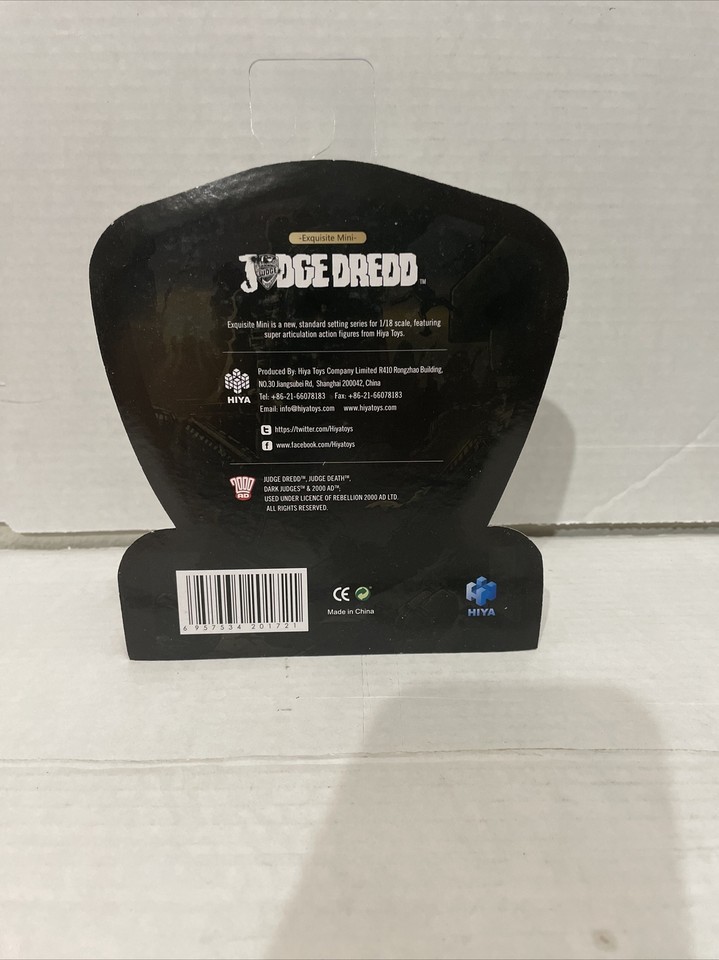 -Exquisite Mini-
JUDGE DREDD™
Exquisite Mini is a new, standard setting series for 1/18 scale, featuring
super articulation action figures from Hiya Toys.
HIYA
Produced By: Hiya Toys Company Limited R410 Rongzhao Building,
NO.30 Jiangsubei Rd, Shanghai 200042, China
Tel: +86-21-66078183 Fax: +86-21-66078183
Email: info@hiyatoys.com www.hiyatoys.com
https://twitter.com/Hiyatoys
www.facebook.com/Hiyatoys
2000
AD
JUDGE DREDD™, JUDGE DEATH™,
DARK JUDGES™ & 2000 AD™,
USED UNDER LICENCE OF REBELLION 2000 AD LTD.
ALL RIGHTS RESERVED.
6 957534 201721
CE
Made in China
HIYA